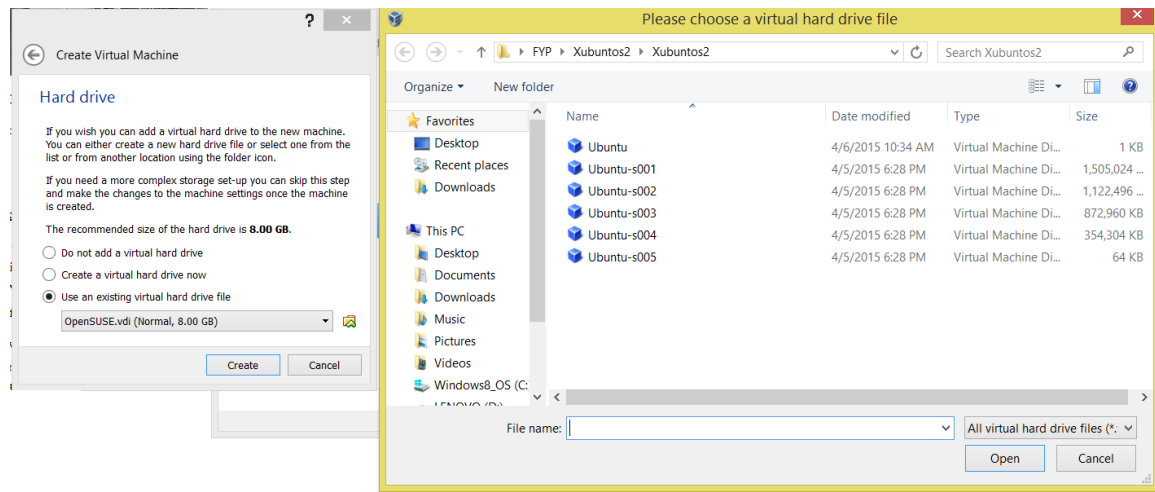 ?
Create Virtual Machine
Hard drive
If you wish you can add a virtual hard drive to the new machine.
You can either create a new hard drive file or select one from the
list or from another location using the folder icon.
If you need a more complex storage set-up you can skip this step
and make the changes to the machine settings once the machine
is created.
The recommended size of the hard drive is 8.00 GB.
Do not add a virtual hard drive
Create a virtual hard drive now
Use an existing virtual hard drive file
OpenSUSE.vdi (Normal, 8.00 GB)
Create Cancel
Please choose a virtual hard drive file
FYP Xubuntos2 Xubuntos2
Search Xubuntos2
Organize New folder
Favorites
Desktop
Recent places
Downloads
This PC
Desktop
Documents
Downloads
Music
Pictures
Videos
Windows8_OS (C:
LENOVO (D:)
Name Date modified Type Size
Ubuntu 4/6/2015 10:34 AM Virtual Machine Di... 1 KB
Ubuntu-s001 4/5/2015 6:28 PM Virtual Machine Di... 1,505,024 ...
Ubuntu-s002 4/5/2015 6:28 PM Virtual Machine Di... 1,122,496 ...
Ubuntu-s003 4/5/2015 6:28 PM Virtual Machine Di... 872,960 KB
Ubuntu-s004 4/5/2015 6:28 PM Virtual Machine Di... 354,304 KB
Ubuntu-s005 4/5/2015 6:28 PM Virtual Machine Di... 64 KB
File name:
All virtual hard drive files (*.
Open Cancel